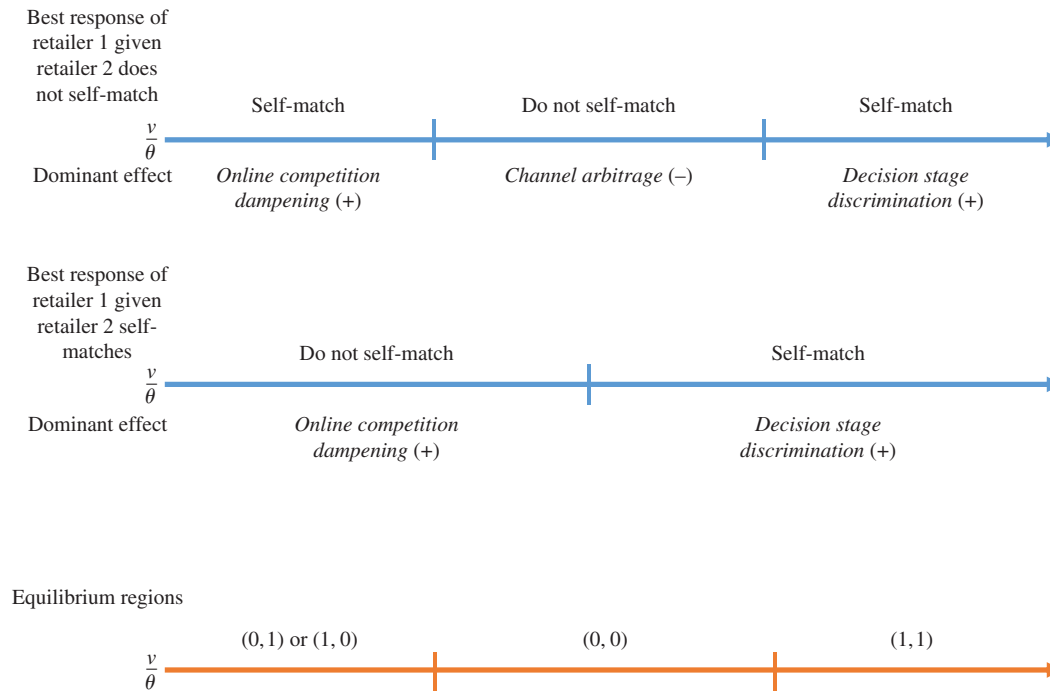 Best response of
retailer 1 given
retailer 2 does
not self-match
Self-match
Do not self-match
Self-match
v
θ
Dominant effect
Online competition
dampening (+)
Channel arbitrage (–)
Decision stage
discrimination (+)
Best response of
retailer 1 given
retailer 2 self-
matches
Do not self-match
Self-match
v
θ
Dominant effect
Online competition
dampening (+)
Decision stage
discrimination (+)
Equilibrium regions
(0, 1) or (1, 0)
(0, 0)
(1, 1)
v
θ